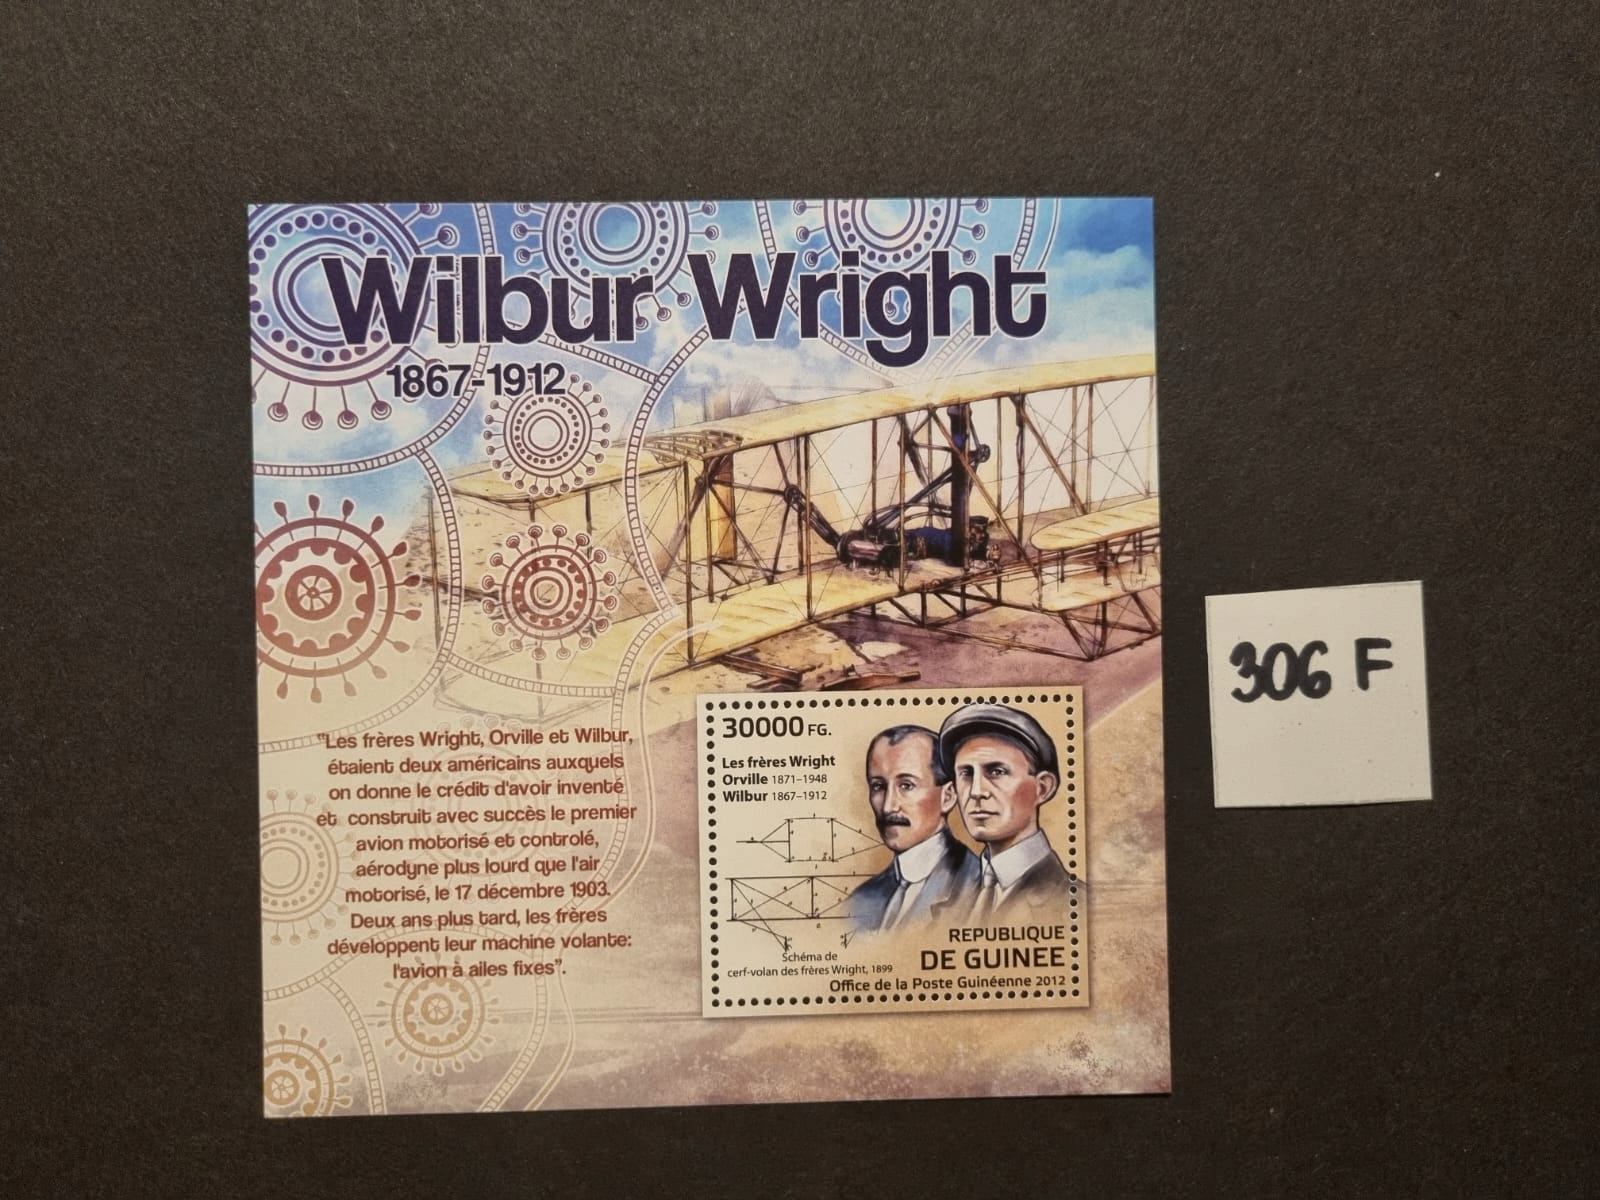 Wilbur Wright
1867-1912
"Les frères Wright, Orville et Wilbur,
étaient deux américains auxquels
on donne le crédit d'avoir inventé
et construit avec succès le premier
avion motorisé et controlé,
aérodyne plus lourd que l'air
motorisé, le 17 décembre 1903.
Deux ans plus tard, les frères
développent leur machine volante:
l'avion à ailes fixes".
30000 FG.
Les frères Wright
Orville 1871-1948
Wilbur 1867-1912
Schéma de
cerf-volan des frères Wright, 1899
REPUBLIQUE
DE GUINEE
Office de la Poste Guinéenne 2012
306 F